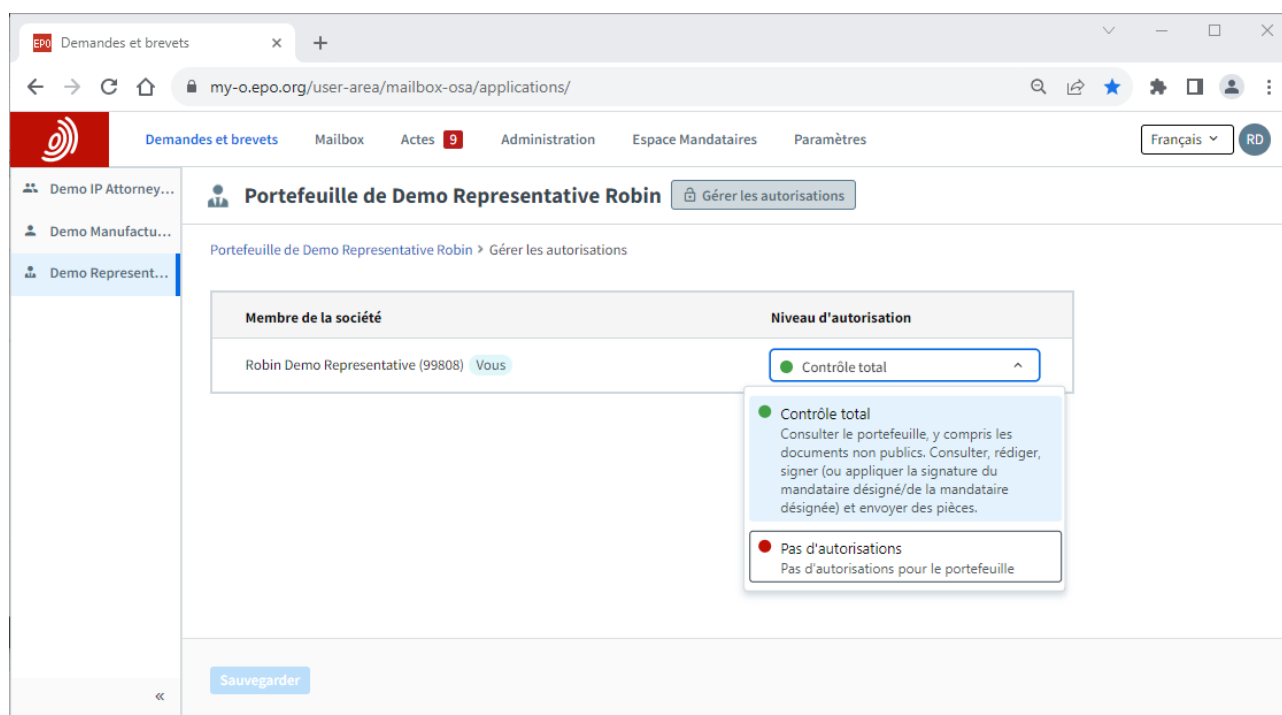 EPO Demandes et brevets
my-o.epo.org/user-area/mailbox-osa/applications/
Demandes et brevets Mailbox Actes 9 Administration Espace Mandataires Paramètres Français RD
Demo IP Attorney...
Demo Manufactu...
Demo Represent...
Portefeuille de Demo Representative Robin Gérer les autorisations
Portefeuille de Demo Representative Robin > Gérer les autorisations
Membre de la société Niveau d'autorisation
Robin Demo Representative (99808) Vous Contrôle total
Contrôle total
Consulter le portefeuille, y compris les
documents non publics. Consulter, rédiger,
signer (ou appliquer la signature du
mandataire désigné/de la mandataire
désignée) et envoyer des pièces.
Pas d'autorisations
Pas d'autorisations pour le portefeuille
Sauvegarder
«